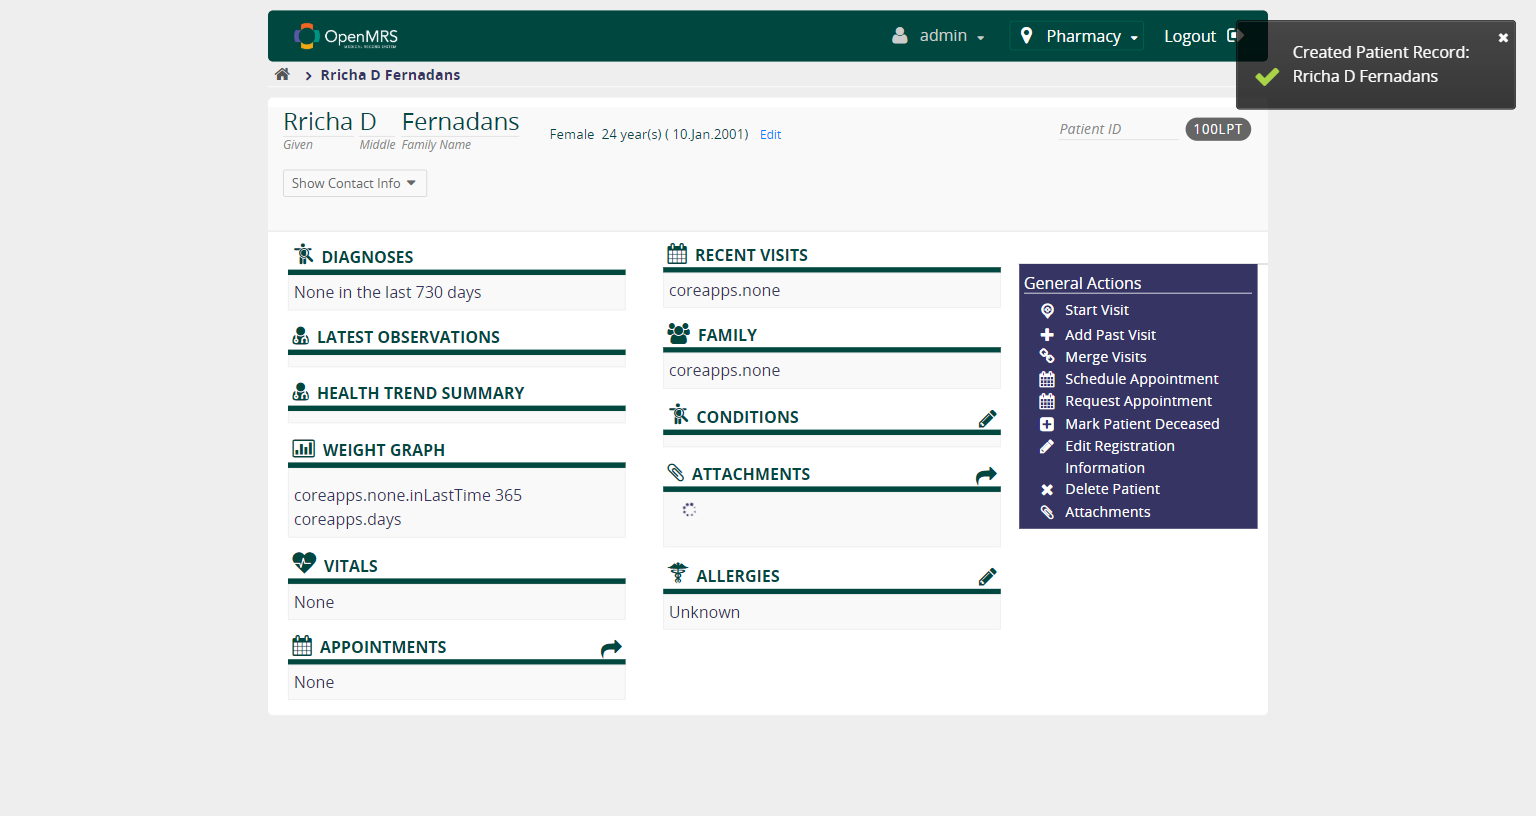 OpenMRS
MEDICAL RECORD SYSTEM
admin
Pharmacy
Logout
Created Patient Record:
Rricha D Fernadans
Rricha D Fernadans
Rricha D Fernadans
Given Middle Family Name
Female 24 year(s) ( 10.Jan.2001) Edit
Patient ID 100LPT
Show Contact Info
DIAGNOSES
None in the last 730 days
LATEST OBSERVATIONS
HEALTH TREND SUMMARY
WEIGHT GRAPH
coreapps.none.inLastTime 365
coreapps.days
VITALS
None
APPOINTMENTS
None
RECENT VISITS
coreapps.none
FAMILY
coreapps.none
CONDITIONS
ATTACHMENTS
ALLERGIES
Unknown
General Actions
Start Visit
Add Past Visit
Merge Visits
Schedule Appointment
Request Appointment
Mark Patient Deceased
Edit Registration
Information
Delete Patient
Attachments